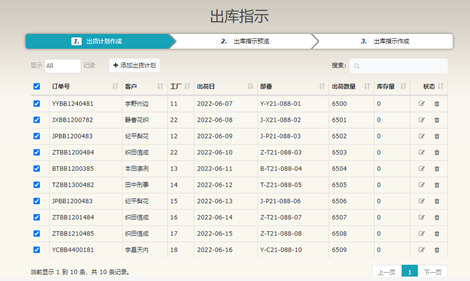 出库指示
1. 出货计划作成
2. 出库指示预览
3. 出库指示作成
显示 All 记录 + 添加出货计划 搜索:
订单号 客户 工厂 出荷日 部番 出荷数量 库存量 状态
YYBB1240481 宇野州边 11 2022-06-07 Y-Y21-088-01 6500 0
JXBB1200782 静香花织 22 2022-06-08 J-X21-088-02 6501 0
JPBB1200483 纪平梨花 12 2022-06-09 J-P21-088-03 6502 0
ZTBB1200484 织田信成 22 2022-06-10 Z-T21-088-03 6503 0
BTBB1200385 本田真凛 13 2022-06-11 B-T21-088-04 6504 0
TZBB1300482 田中刑事 14 2022-06-12 T-Z21-088-05 6505 0
JPBB1200483 纪平梨花 15 2022-06-13 J-P21-088-06 6506 0
ZTBB1201484 织田信成 16 2022-06-14 Z-T21-088-07 6507 0
ZTBB1210485 织田信成 17 2022-06-15 Z-T21-088-08 6508 0
YCBB4400181 宇昌天内 18 2022-06-16 Y-C21-088-10 6509 0
当前显示 1 到 10 条，共 10 条记录。 上一页 1 下一页